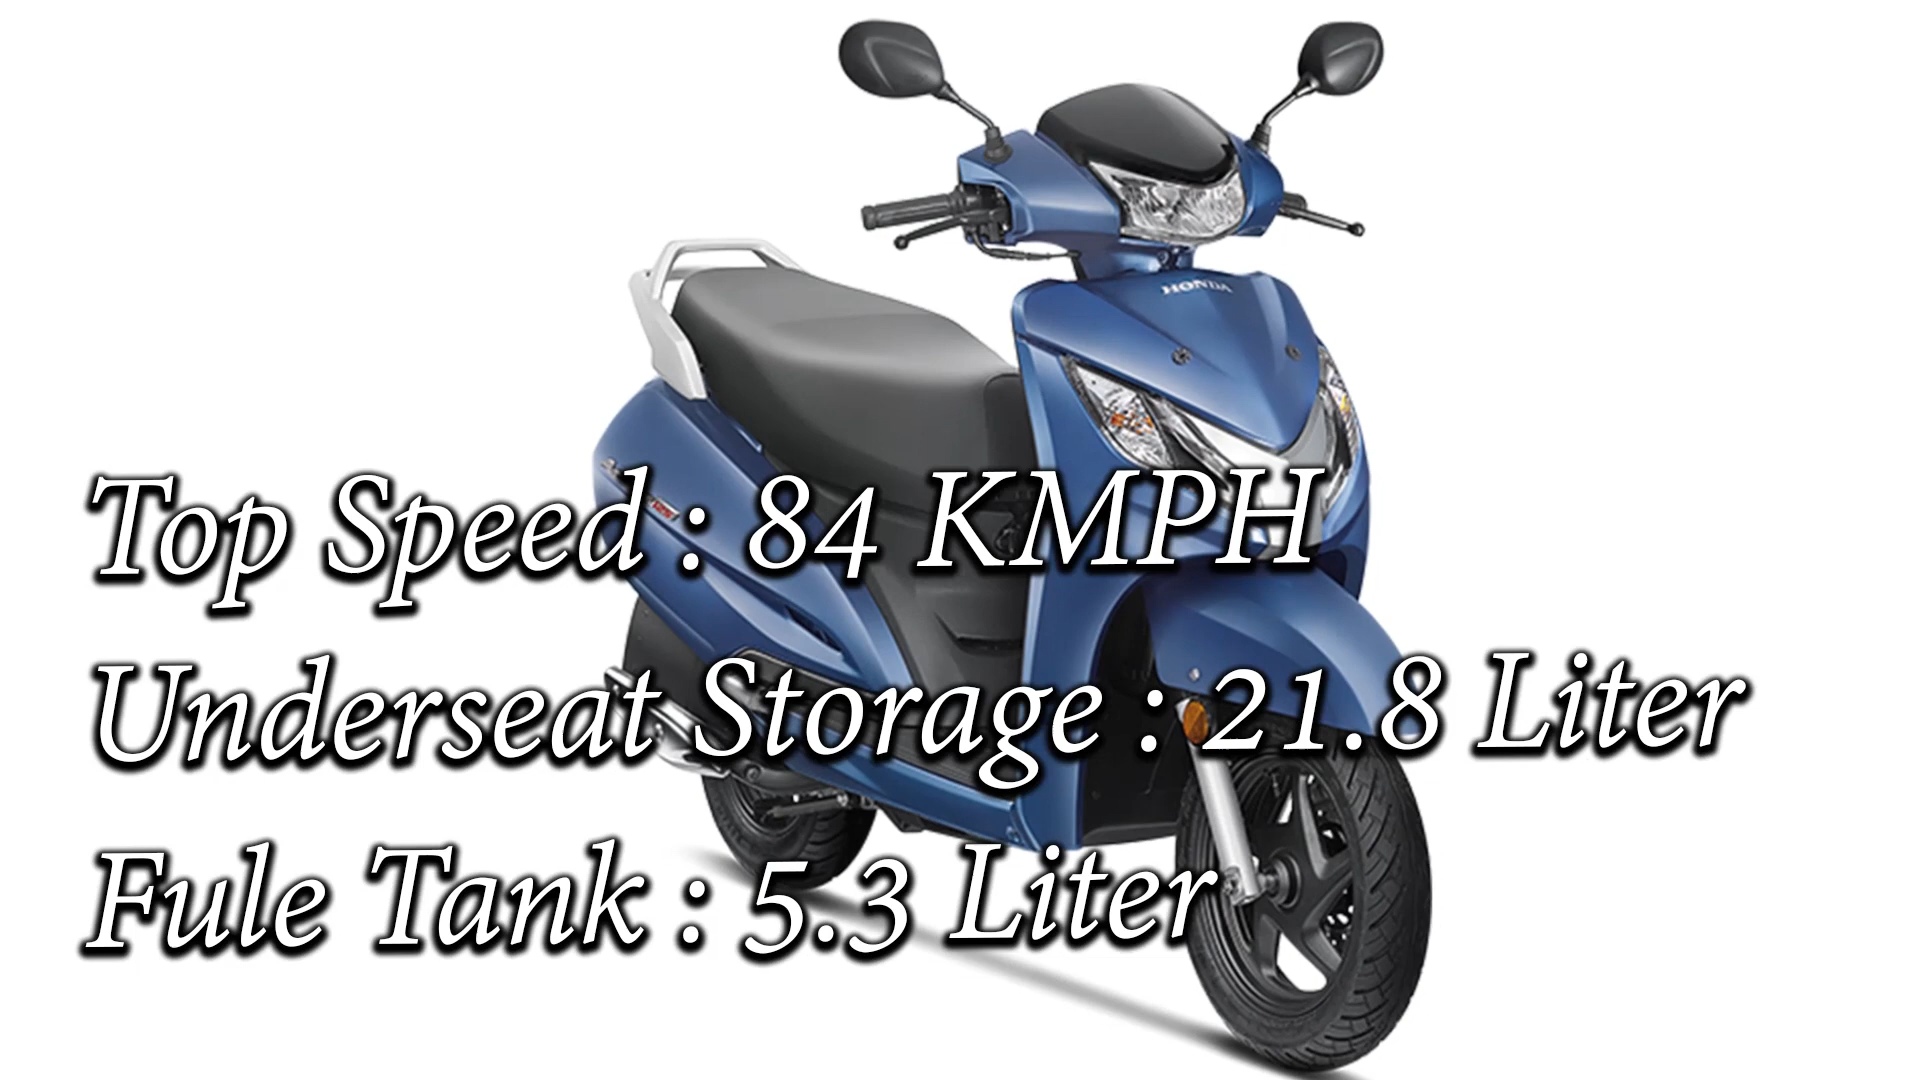 HONDA
Top Speed : 84 KMPH
Underseat Storage : 21.8 Liter
Fule Tank : 5.3 Liter